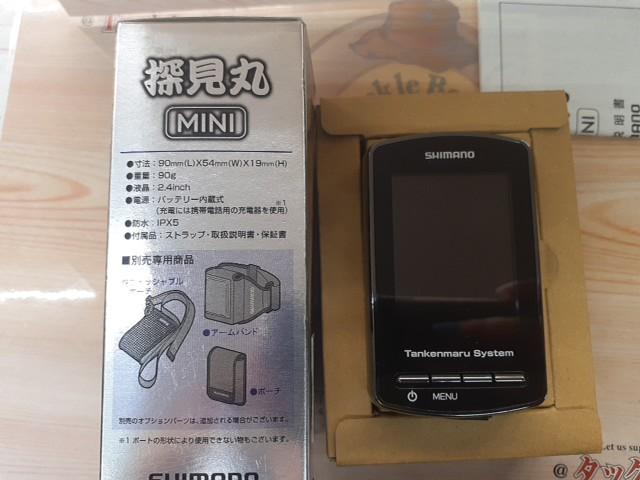 探見丸
MINI
●寸法：90mm(L)X54mm(W)X19mm(H)
●重量：90g
●液晶：2.4inch
●電源：バッテリー内蔵式 ※1
(充電には携帯電話用の充電器を使用)
●防水：IPX5
●付属品：ストラップ・取扱説明書・保証書
■別売専用商品
●アームバンド
●ポーチ
別売のオプションパーツは、追加される場合がございます。
※1 ポートの形状により使用できない物もございます。
SHIMANO
SHIMANO
Tankenmaru System
MENU
MINI
明書
@タック